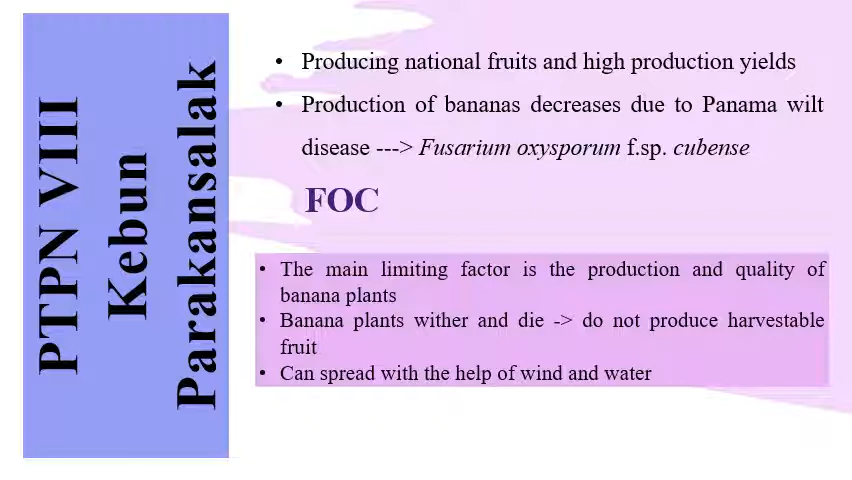 PTPN VIII
Kebun
Parakansalak
• Producing national fruits and high production yields
• Production of bananas decreases due to Panama wilt
disease ---> Fusarium oxysporum f.sp. cubense
FOC
• The main limiting factor is the production and quality of
banana plants
• Banana plants wither and die -> do not produce harvestable
fruit
• Can spread with the help of wind and water